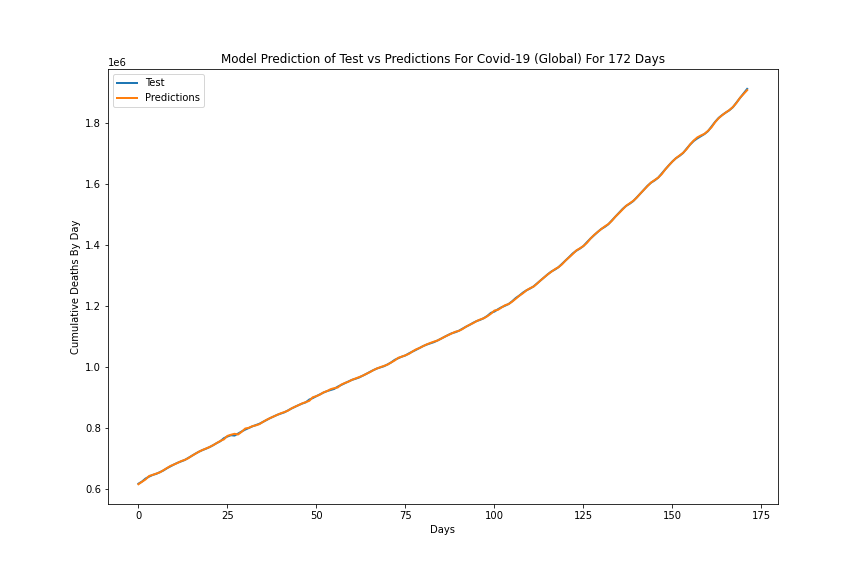 Model Prediction of Test vs Predictions For Covid-19 (Global) For 172 Days
1e6
Test
Predictions
1.8
1.6
1.4
1.2
1.0
0.8
0.6
Cumulative Deaths By Day
0 25 50 75 100 125 150 175
Days